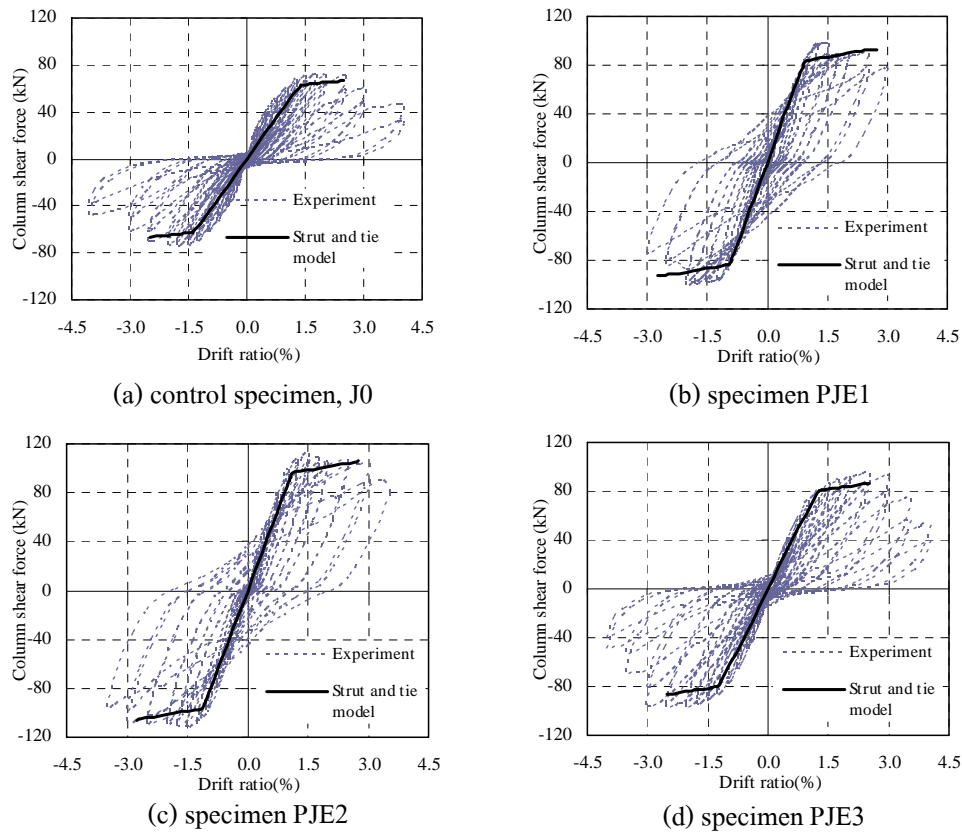 120
80
40
0
-40
-80
-120
Column shear force (kN)
Experiment
Strut and tie
model
-4.5 -3.0 -1.5 0.0 1.5 3.0 4.5
Drift ratio(%)
(a) control specimen, J0
120
80
40
0
-40
-80
-120
Column shear force (kN)
Experiment
Strut and tie
model
-4.5 -3.0 -1.5 0.0 1.5 3.0 4.5
Drift ratio(%)
(b) specimen PJE1
120
80
40
0
-40
-80
-120
Column shear force (kN)
Experiment
Strut and tie
model
-4.5 -3.0 -1.5 0.0 1.5 3.0 4.5
Drift ratio(%)
(c) specimen PJE2
120
80
40
0
-40
-80
-120
Column shear force (kN)
Experiment
Strut and tie
model
-4.5 -3.0 -1.5 0.0 1.5 3.0 4.5
Drift ratio(%)
(d) specimen PJE3